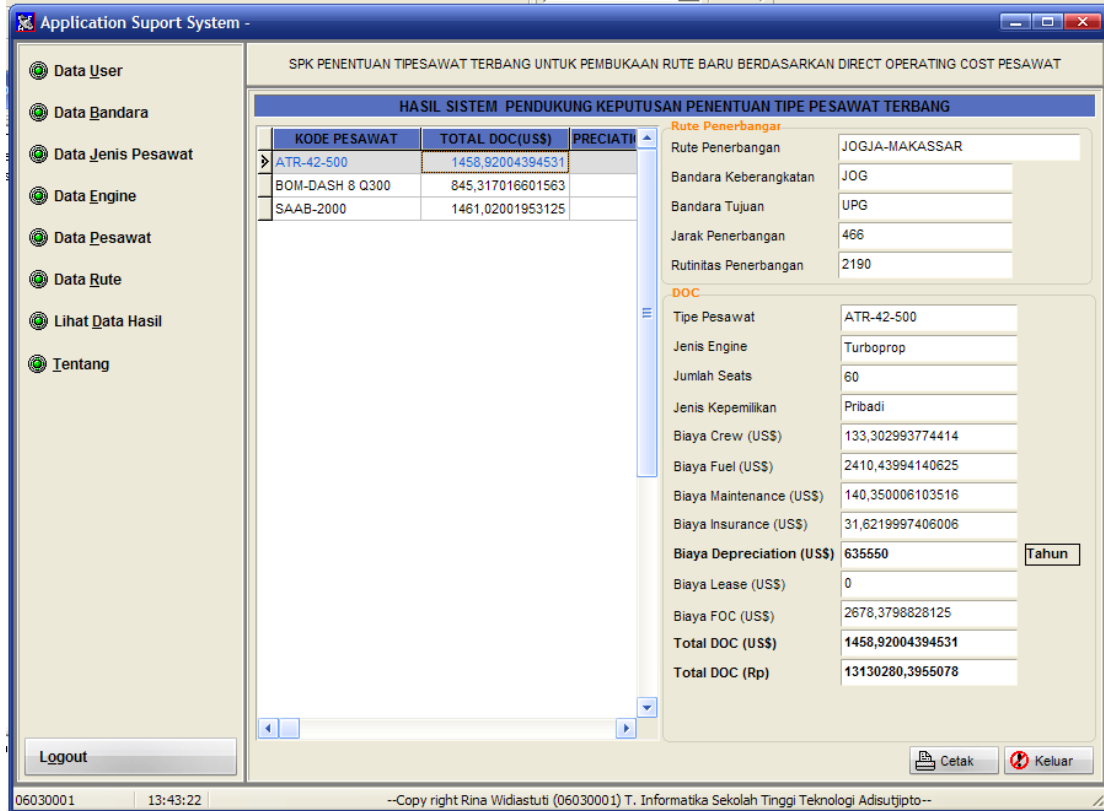 Application Suport System -
Data User
Data Bandara
Data Jenis Pesawat
Data Engine
Data Pesawat
Data Rute
Lihat Data Hasil
Tentang
Logout
SPK PENENTUAN TIPESAWAT TERBANG UNTUK PEMBUKAAN RUTE BARU BERDASARKAN DIRECT OPERATING COST PESAWAT
HASIL SISTEM PENDUKUNG KEPUTUSAN PENENTUAN TIPE PESAWAT TERBANG
KODE PESAWAT TOTAL DOC(US$) PRECIATI
ATR-42-500 1458,92004394531
BOM-DASH 8 Q300 845,317016601563
SAAB-2000 1461,02001953125
Rute Penerbangar
Rute Penerbangan JOGJA-MAKASSAR
Bandara Keberangkatan JOG
Bandara Tujuan UPG
Jarak Penerbangan 466
Rutinitas Penerbangan 2190
DOC
Tipe Pesawat ATR-42-500
Jenis Engine Turboprop
Jumlah Seats 60
Jenis Kepemilikan Pribadi
Biaya Crew (US$) 133,302993774414
Biaya Fuel (US$) 2410,43994140625
Biaya Maintenance (US$) 140,350006103516
Biaya Insurance (US$) 31,6219997406006
Biaya Depreciation (US$) 635550 Tahun
Biaya Lease (US$) 0
Biaya FOC (US$) 2678,3798828125
Total DOC (US$) 1458,92004394531
Total DOC (Rp) 13130280,3955078
Cetak Keluar
06030001 13:43:22 --Copy right Rina Widiastuti (06030001) T. Informatika Sekolah Tinggi Teknologi Adisutjipto--